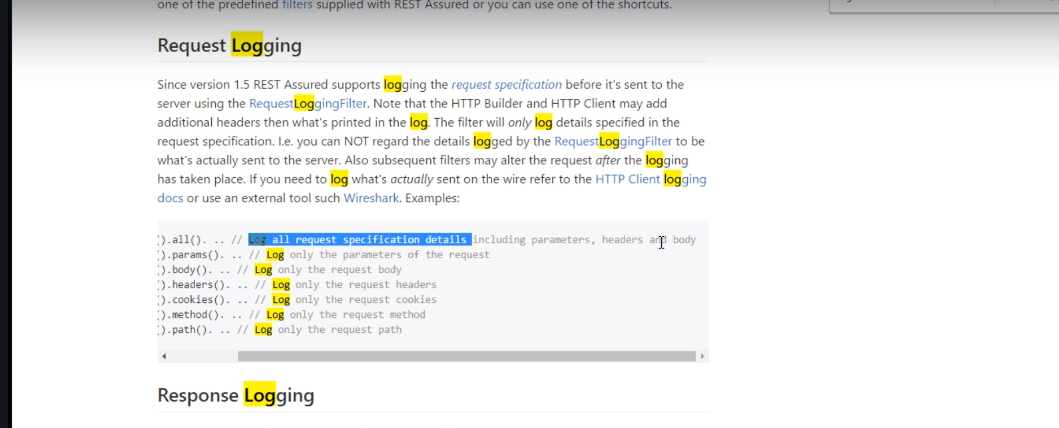 one of the predefined filters supplied with REST Assured or you can use one of the shortcuts.
Request Logging
Since version 1.5 REST Assured supports logging the request specification before it's sent to the
server using the RequestLoggingFilter. Note that the HTTP Builder and HTTP Client may add
additional headers then what's printed in the log. The filter will only log details specified in the
request specification. I.e. you can NOT regard the details logged by the RequestLoggingFilter to be
what's actually sent to the server. Also subsequent filters may alter the request after the logging
has taken place. If you need to log what's actually sent on the wire refer to the HTTP Client logging
docs or use an external tool such Wireshark. Examples:
).all(). .. // Log all request specification details including parameters, headers and body
).params(). .. // Log only the parameters of the request
).body(). .. // Log only the request body
).headers(). .. // Log only the request headers
).cookies(). .. // Log only the request cookies
).method(). .. // Log only the request method
).path(). .. // Log only the request path
Response Logging